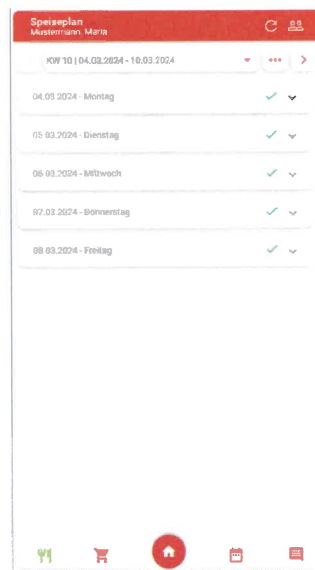 Speiseplan
Mustermann, Maria
KW 10 | 04.03.2024 - 10.03.2024
04.03.2024 - Montag
05.03.2024 - Dienstag
06.03.2024 - Mittwoch
07.03.2024 - Donnerstag
08.03.2024 - Freitag